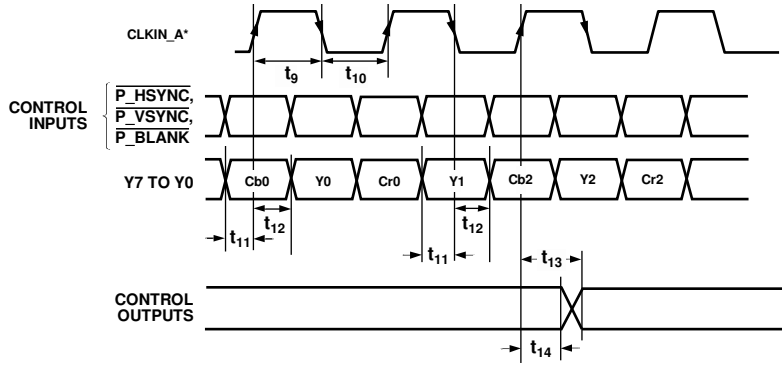 CLKIN_A*
t9
t10
CONTROL INPUTS
P_HSYNC,
P_VSYNC,
P_BLANK
Y7 TO Y0
Cb0
Y0
Cr0
Y1
Cb2
Y2
Cr2
t11
t12
t11
t12
t13
CONTROL OUTPUTS
t14